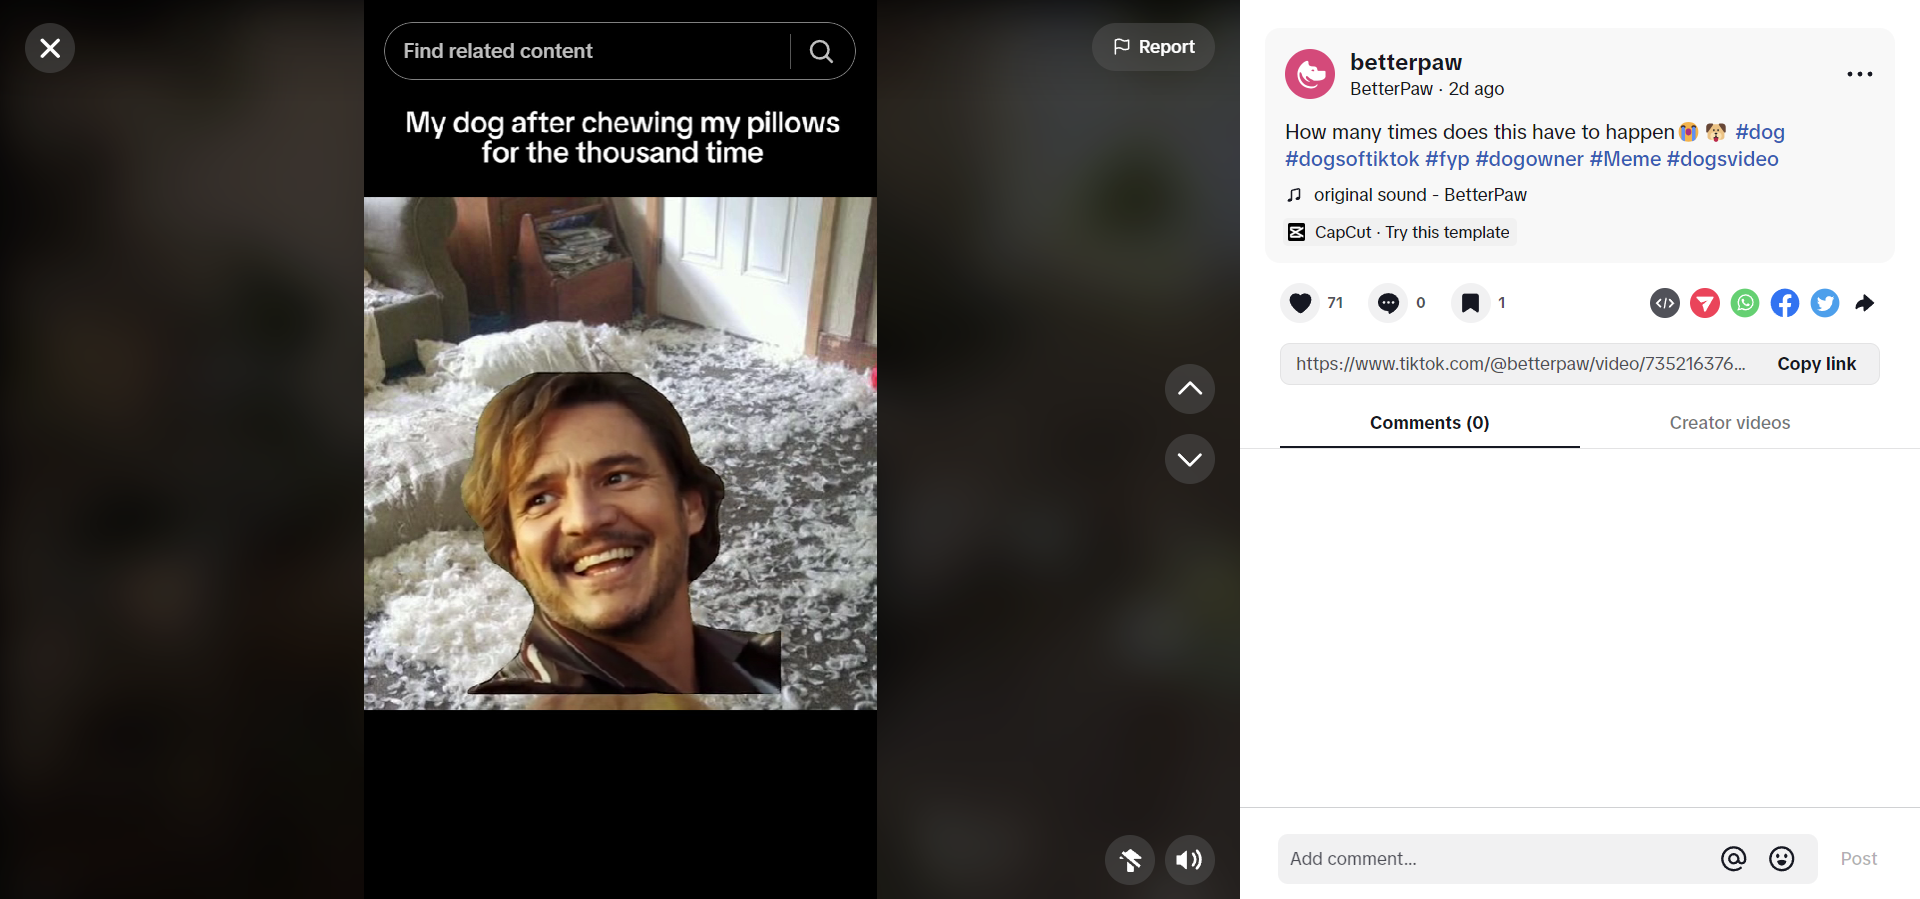 Find related content
Report
My dog after chewing my pillows
for the thousand time
betterpaw
BetterPaw · 2d ago
How many times does this have to happen😭 🐶 #dog
#dogsoftiktok #fyp #dogowner #Meme #dogsvideo
original sound - BetterPaw
CapCut · Try this template
71
0
1
https://www.tiktok.com/@betterpaw/video/735216376...
Copy link
Comments (0)
Creator videos
Add comment...
Post